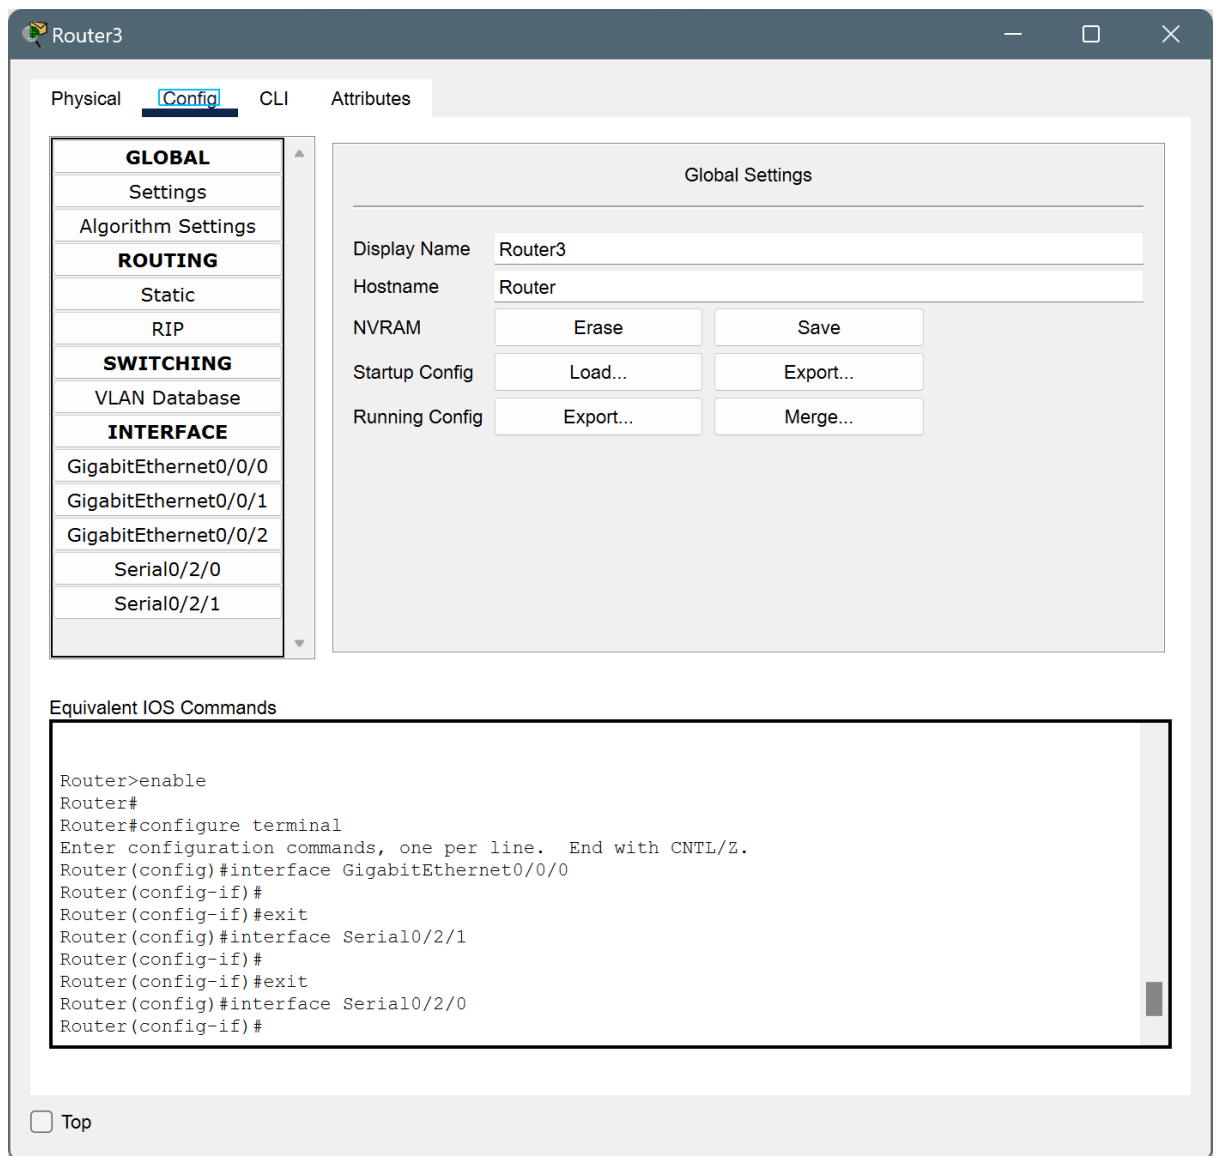 Router3
Physical Config CLI Attributes
GLOBAL
Settings
Algorithm Settings
ROUTING
Static
RIP
SWITCHING
VLAN Database
INTERFACE
GigabitEthernet0/0/0
GigabitEthernet0/0/1
GigabitEthernet0/0/2
Serial0/2/0
Serial0/2/1
Global Settings
Display Name Router3
Hostname Router
NVRAM Erase Save
Startup Config Load... Export...
Running Config Export... Merge...
Equivalent IOS Commands
Router>enable
Router#
Router#configure terminal
Enter configuration commands, one per line.  End with CNTL/Z.
Router(config)#interface GigabitEthernet0/0/0
Router(config-if)#
Router(config-if)#exit
Router(config)#interface Serial0/2/1
Router(config-if)#
Router(config-if)#exit
Router(config)#interface Serial0/2/0
Router(config-if)#
Top